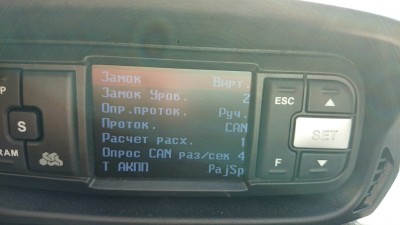 Замок Вирт.
Замок Уров. 2
Опр.проток. Руч.
Проток. CAN
Расчет расх. 1
Опрос CAN раз/сек 4
Т АКПП PajSp
P
S
RAM
ESC
SET
F